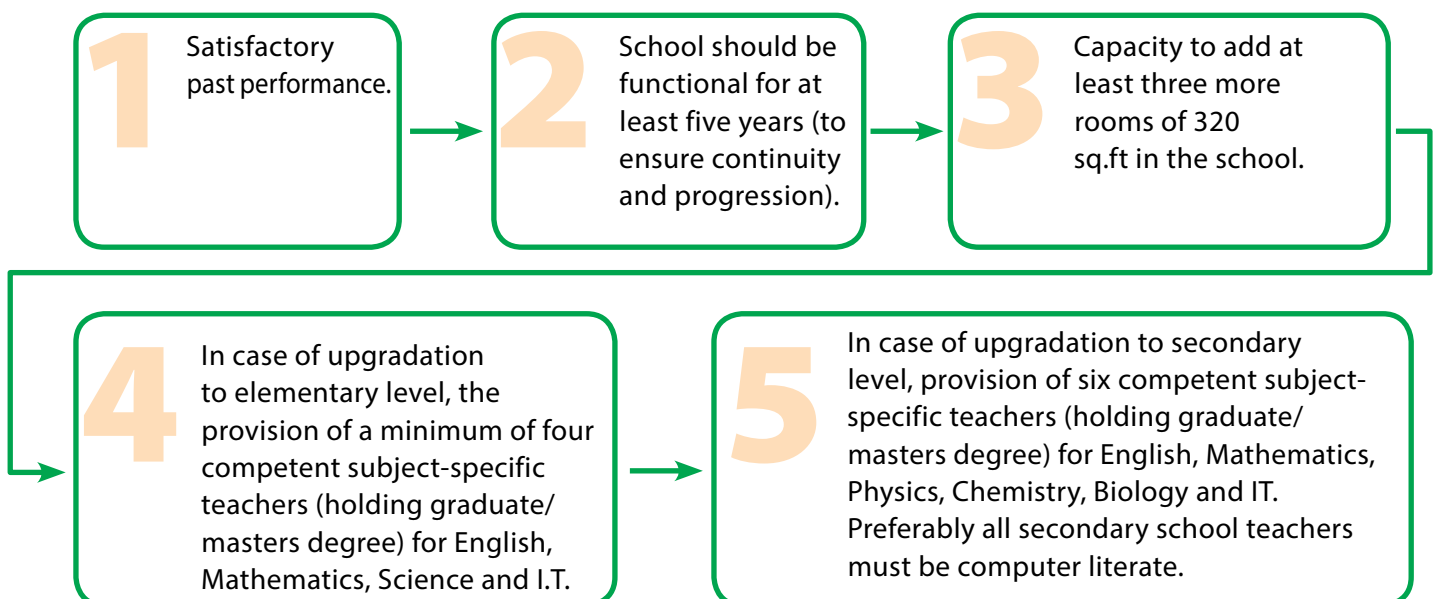 1
Satisfactory
past performance.
2
School should be
functional for at
least five years (to
ensure continuity
and progression).
3
Capacity to add at
least three more
rooms of 320
sq.ft in the school.
4
In case of upgradation
to elementary level, the
provision of a minimum of four
competent subject-specific
teachers (holding graduate/
masters degree) for English,
Mathematics, Science and I.T.
5
In case of upgradation to secondary
level, provision of six competent subject-
specific teachers (holding graduate/
masters degree) for English, Mathematics,
Physics, Chemistry, Biology and IT.
Preferably all secondary school teachers
must be computer literate.